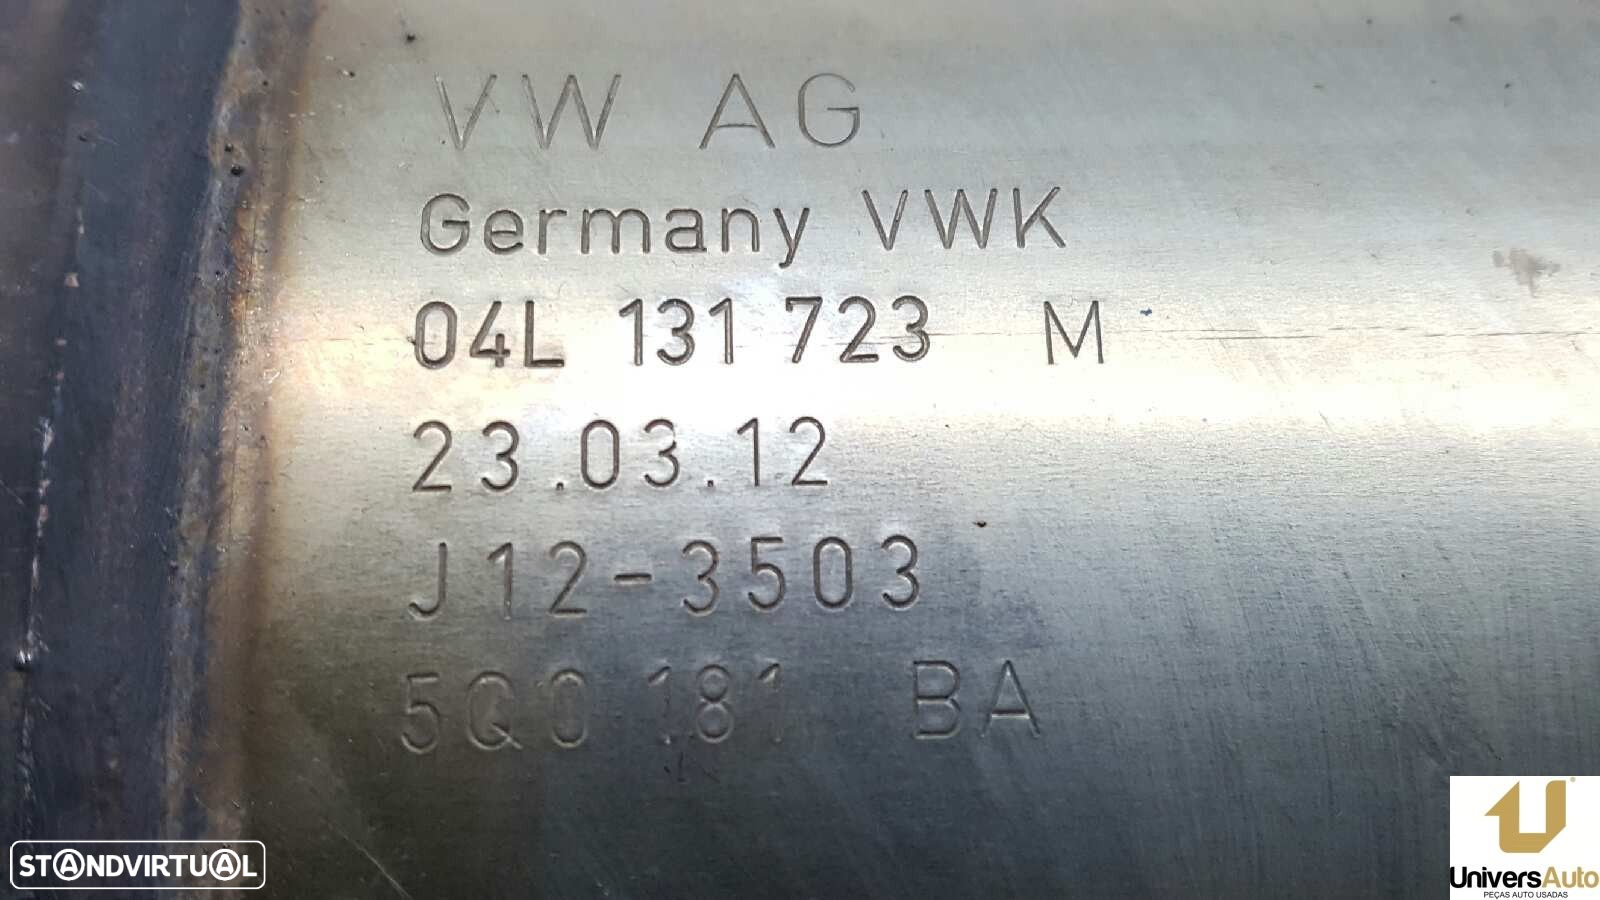 VW AG
Germany VWK
04L 131 723 M
23.03.12
J12-3503
5Q0 181 BA
STANDVIRTUAL
UniversAuto
PEÇAS AUTO USADAS